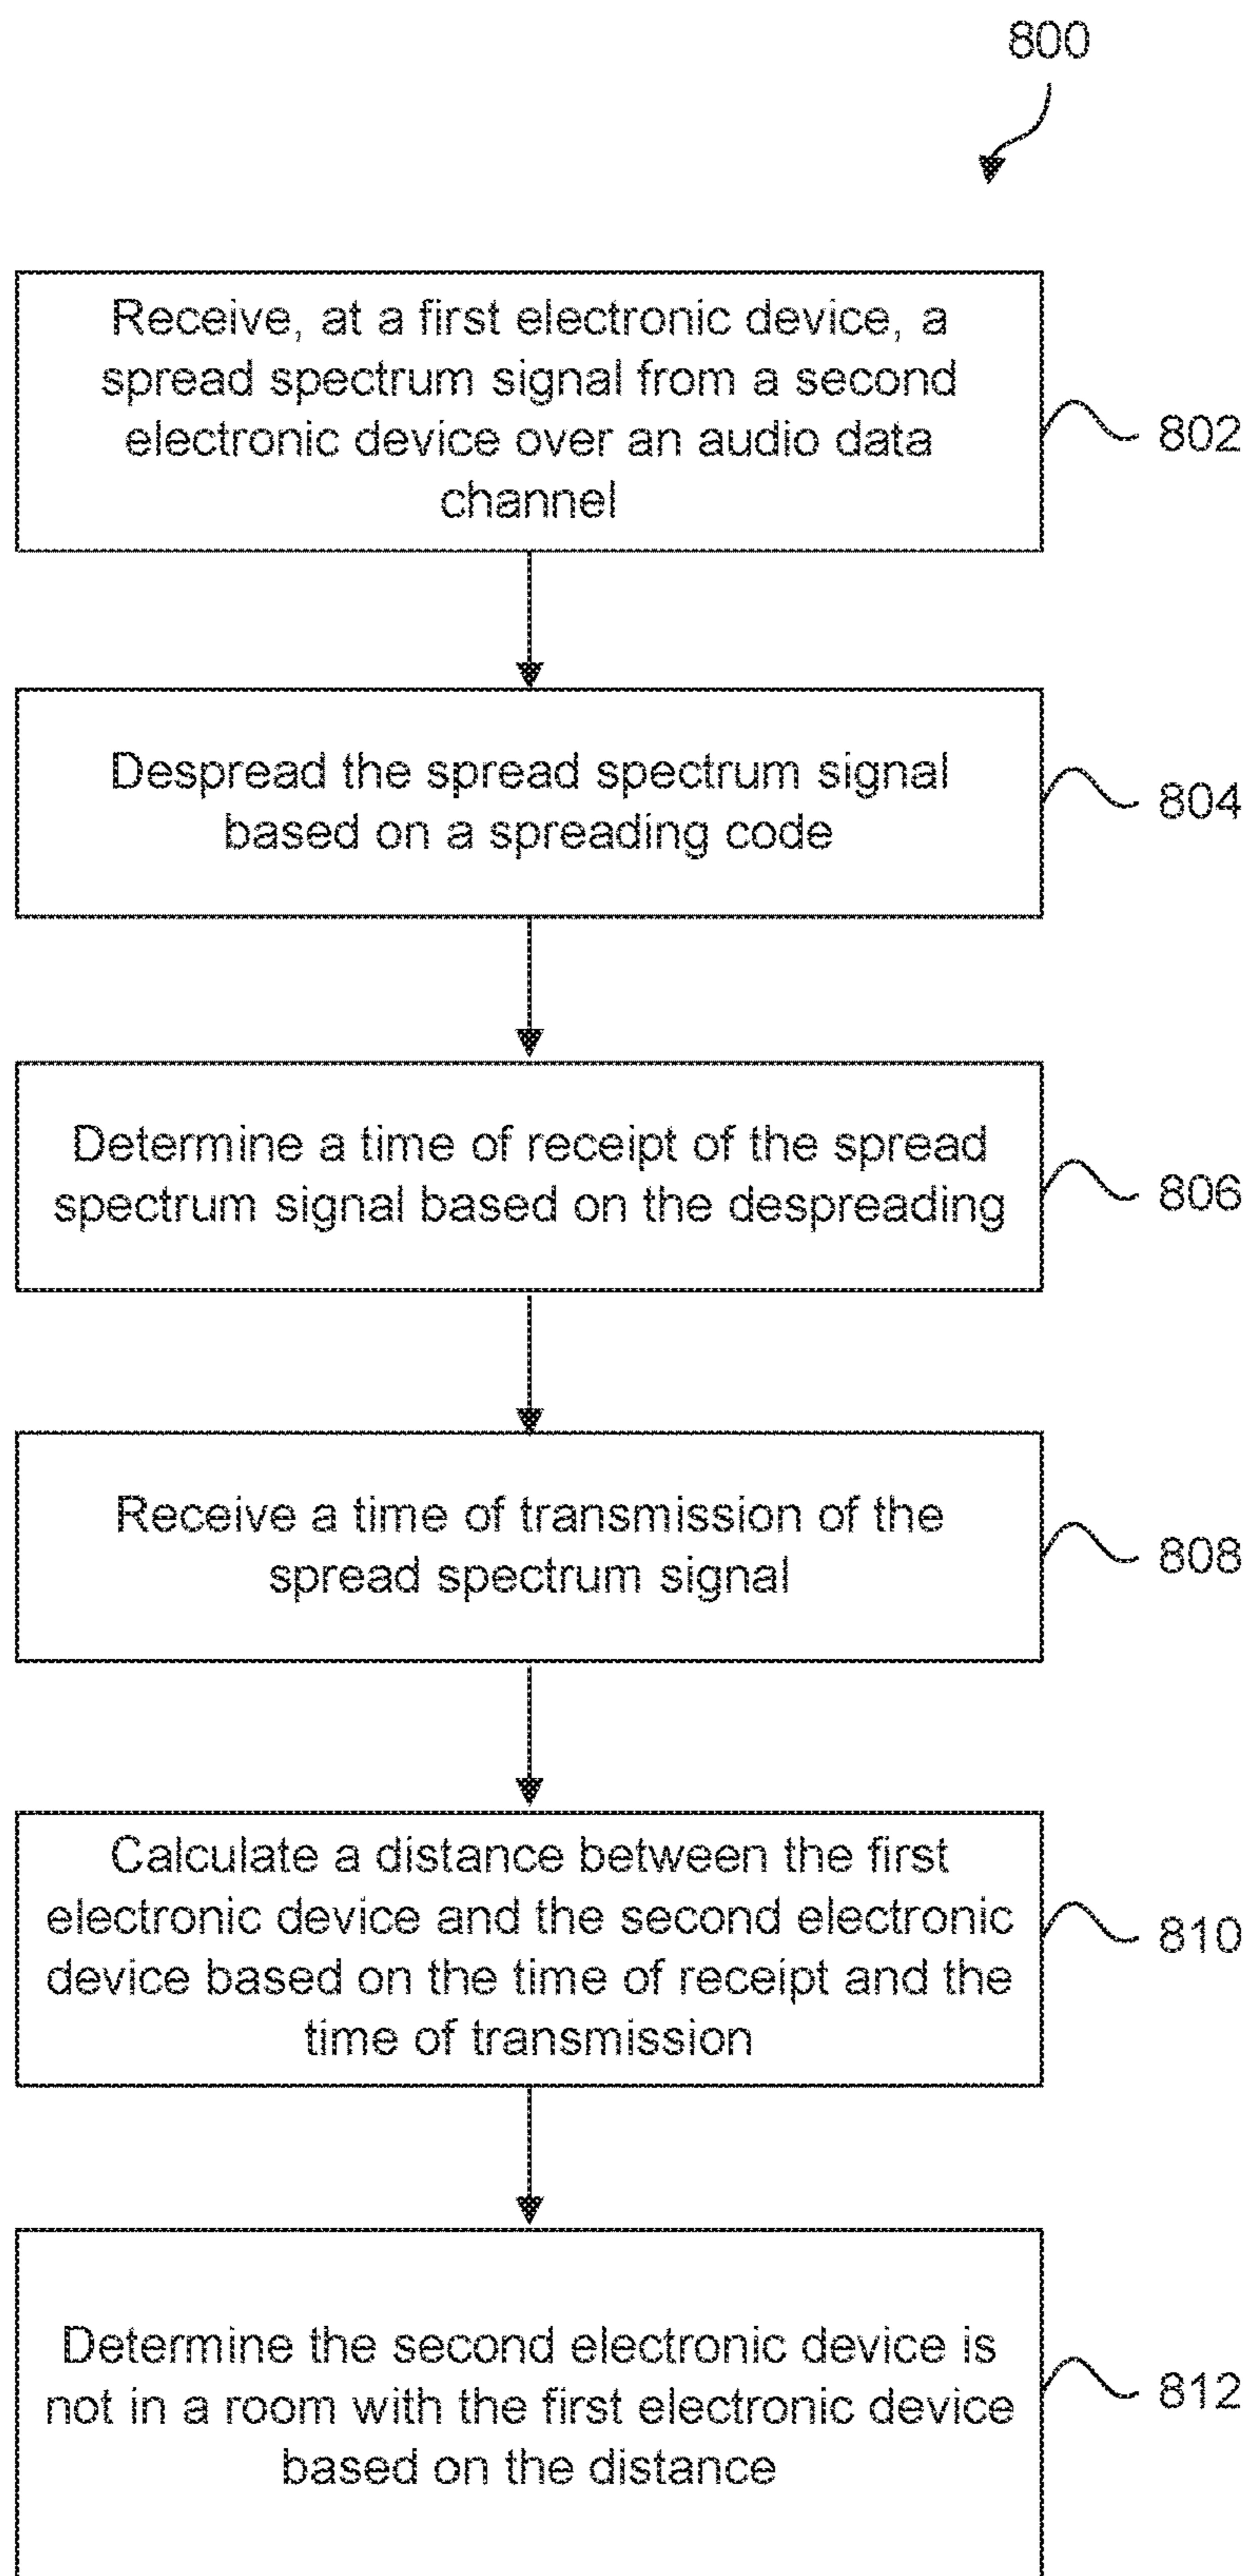 800
Receive, at a first electronic device, a
spread spectrum signal from a second
electronic device over an audio data
channel
802
Despread the spread spectrum signal
based on a spreading code
804
Determine a time of receipt of the spread
spectrum signal based on the despreading
806
Receive a time of transmission of the
spread spectrum signal
808
Calculate a distance between the first
electronic device and the second electronic
device based on the time of receipt and the
time of transmission
810
Determine the second electronic device is
not in a room with the first electronic device
based on the distance
812